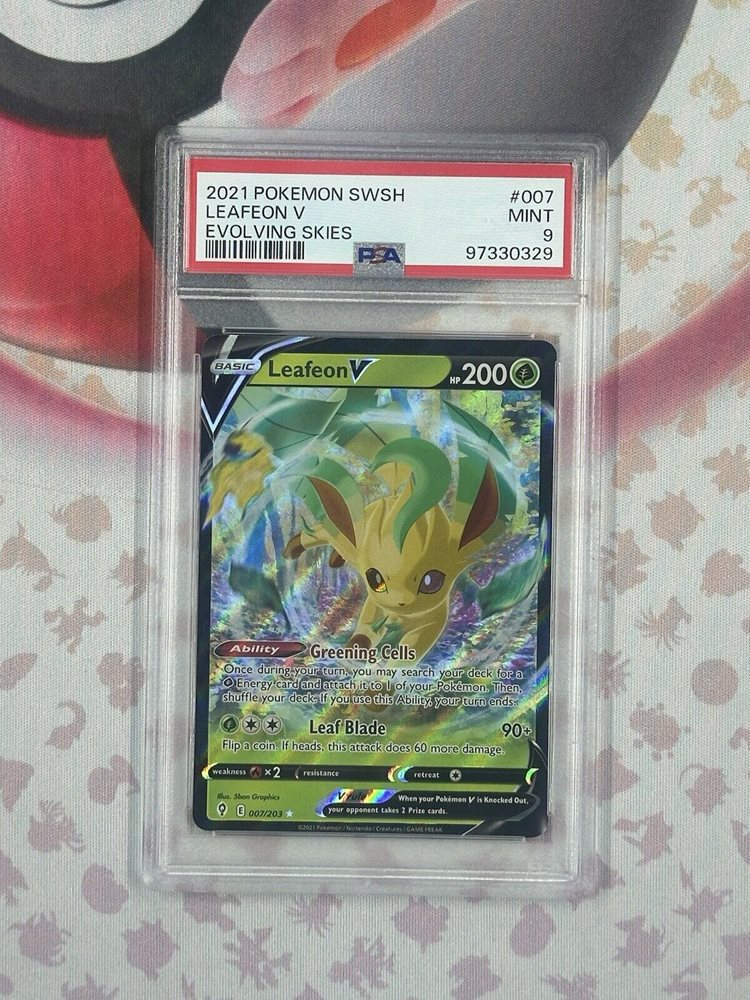 2021 POKEMON SWSH #007
LEAFEON V MINT
EVOLVING SKIES 9
PSA 97330329
BASIC Leafeon V HP 200
Ability Greening Cells
Once during your turn, you may search your deck for a
Energy card and attach it to 1 of your Pokémon. Then,
shuffle your deck. If you use this Ability, your turn ends.
Leaf Blade 90+
Flip a coin. If heads, this attack does 60 more damage.
weakness ×2 resistance retreat
Illus. 5ban Graphics
V rule When your Pokémon V is Knocked Out,
your opponent takes 2 Prize cards.
E 007/203
©2021 Pokémon / Nintendo / Creatures / GAME FREAK